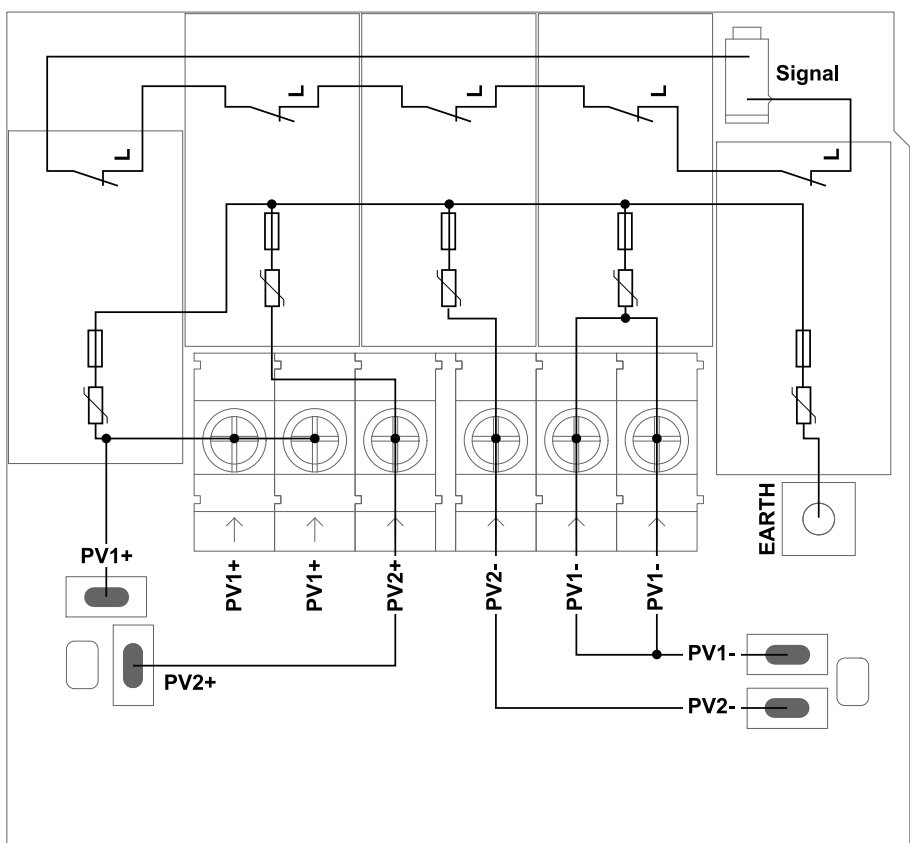 Signal
L
L
L
L
L
EARTH
PV1+
PV1+
PV1+
PV2+
PV2-
PV1-
PV1-
PV1-
PV2+
PV2-